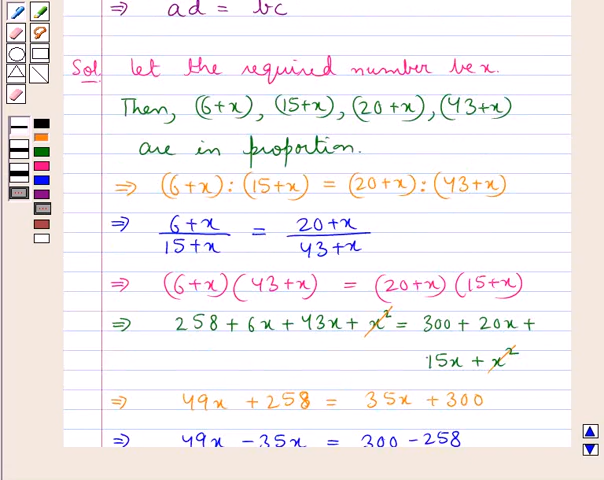 ⇒ ad = bc
Sol. let the required number be x.
Then, (6+x), (15+x), (20+x), (43+x)
are in proportion.
⇒ (6+x) : (15+x) = (20+x) : (43+x)
⇒ 6+x/15+x = 20+x/43+x
⇒ (6+x)(43+x) = (20+x)(15+x)
⇒ 258 + 6x + 43x + x² = 300 + 20x +
15x + x²
⇒ 49x + 258 = 35x + 300
⇒ 49x - 35x = 300 - 258